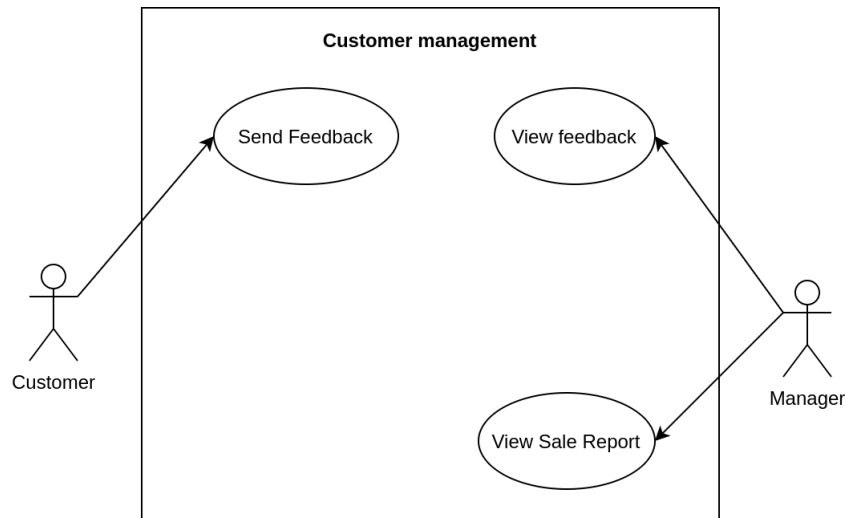 Customer management
Send Feedback
View feedback
Customer
Manager
View Sale Report